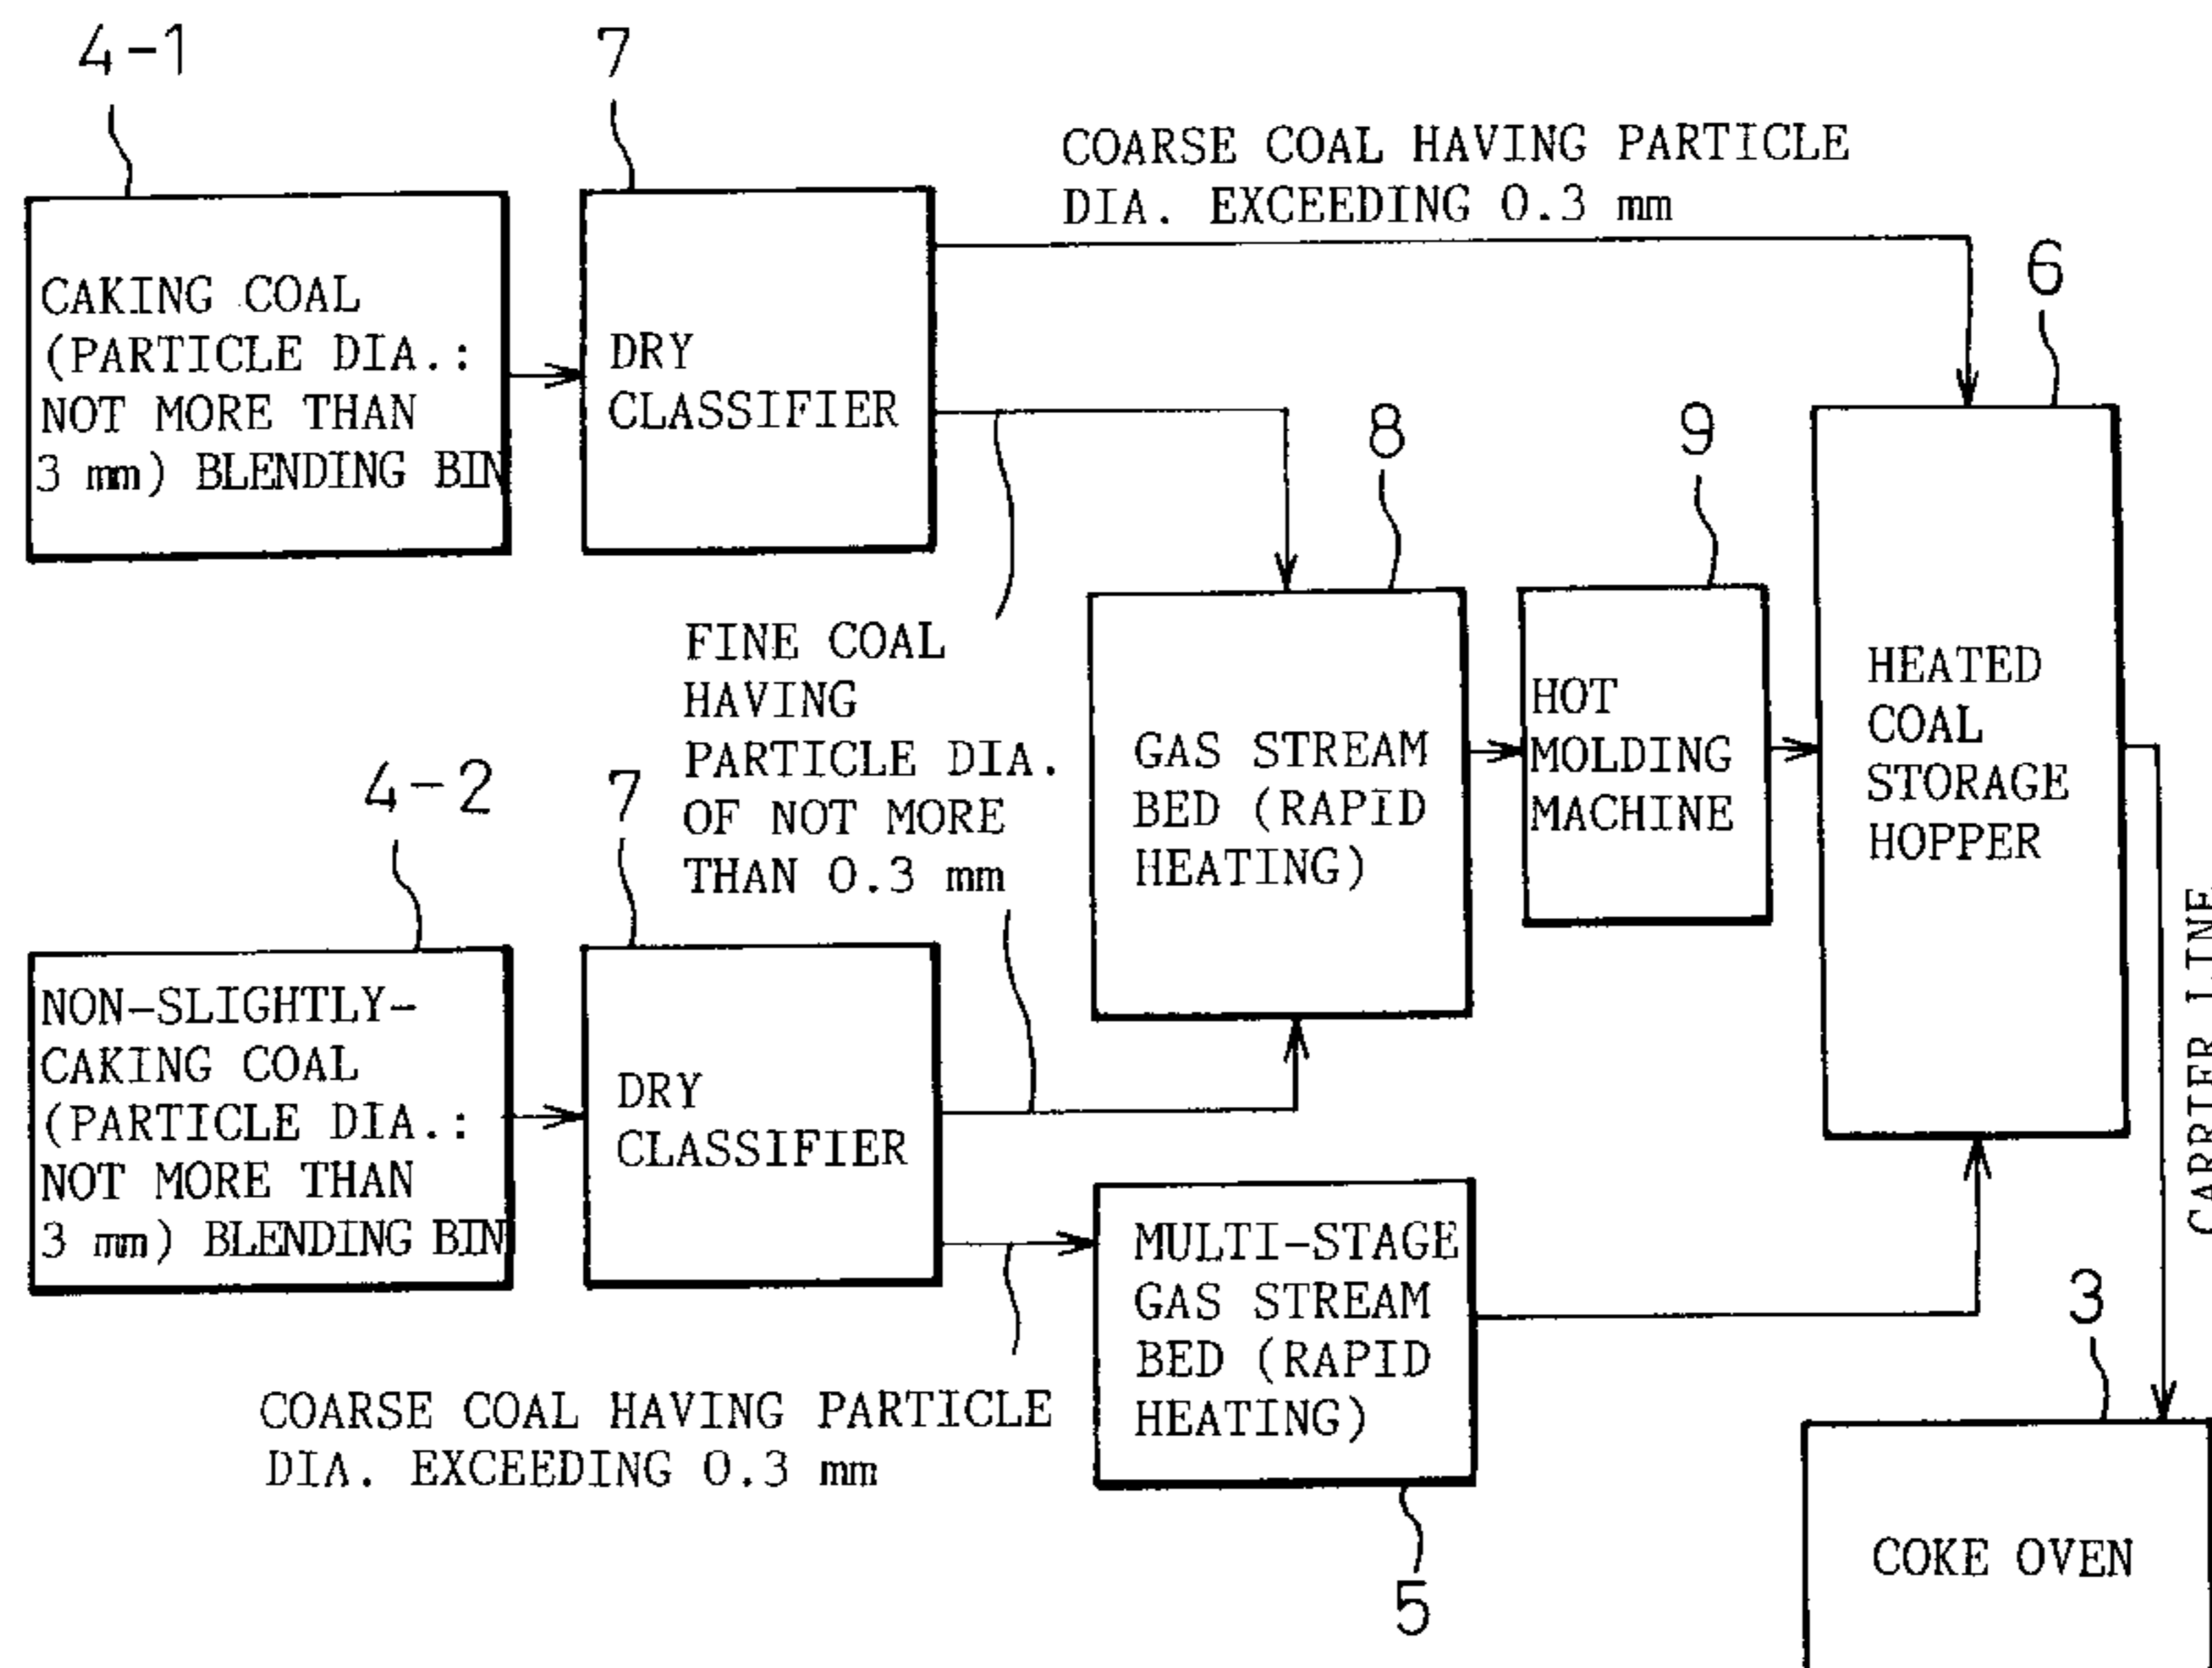 4-1
7
COARSE COAL HAVING PARTICLE
DIA. EXCEEDING 0.3 mm
6
CAKING COAL
(PARTICLE DIA.:
NOT MORE THAN
3 mm) BLENDING BIN
DRY
CLASSIFIER
8
9
FINE COAL
HAVING
PARTICLE DIA.
OF NOT MORE
THAN 0.3 mm
GAS STREAM
BED (RAPID
HEATING)
HOT
MOLDING
MACHINE
HEATED
COAL
STORAGE
HOPPER
4-2
7
NON-SLIGHTLY-
CAKING COAL
(PARTICLE DIA.:
NOT MORE THAN
3 mm) BLENDING BIN
DRY
CLASSIFIER
CARRIER LINE
MULTI-STAGE
GAS STREAM
BED (RAPID
HEATING)
3
COARSE COAL HAVING PARTICLE
DIA. EXCEEDING 0.3 mm
5
COKE OVEN